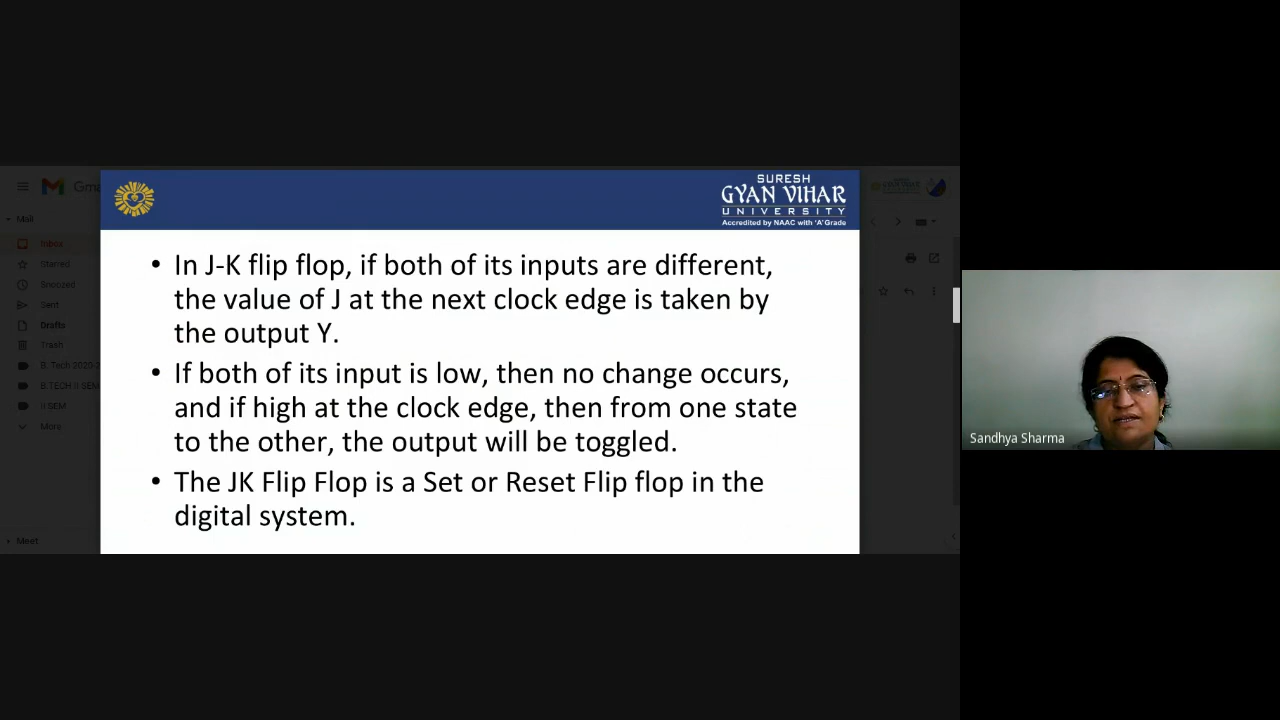 SURESH
GYAN VIHAR
UNIVERSITY
Accredited by NAAC with 'A' Grade
Mail
Inbox
Starred
Snoozed
Sent
Drafts
Trash
B. Tech 2020-2
B.TECH II SEM
II SEM
More
Meet
• In J-K flip flop, if both of its inputs are different,
the value of J at the next clock edge is taken by
the output Y.
• If both of its input is low, then no change occurs,
and if high at the clock edge, then from one state
to the other, the output will be toggled.
• The JK Flip Flop is a Set or Reset Flip flop in the
digital system.
Sandhya Sharma